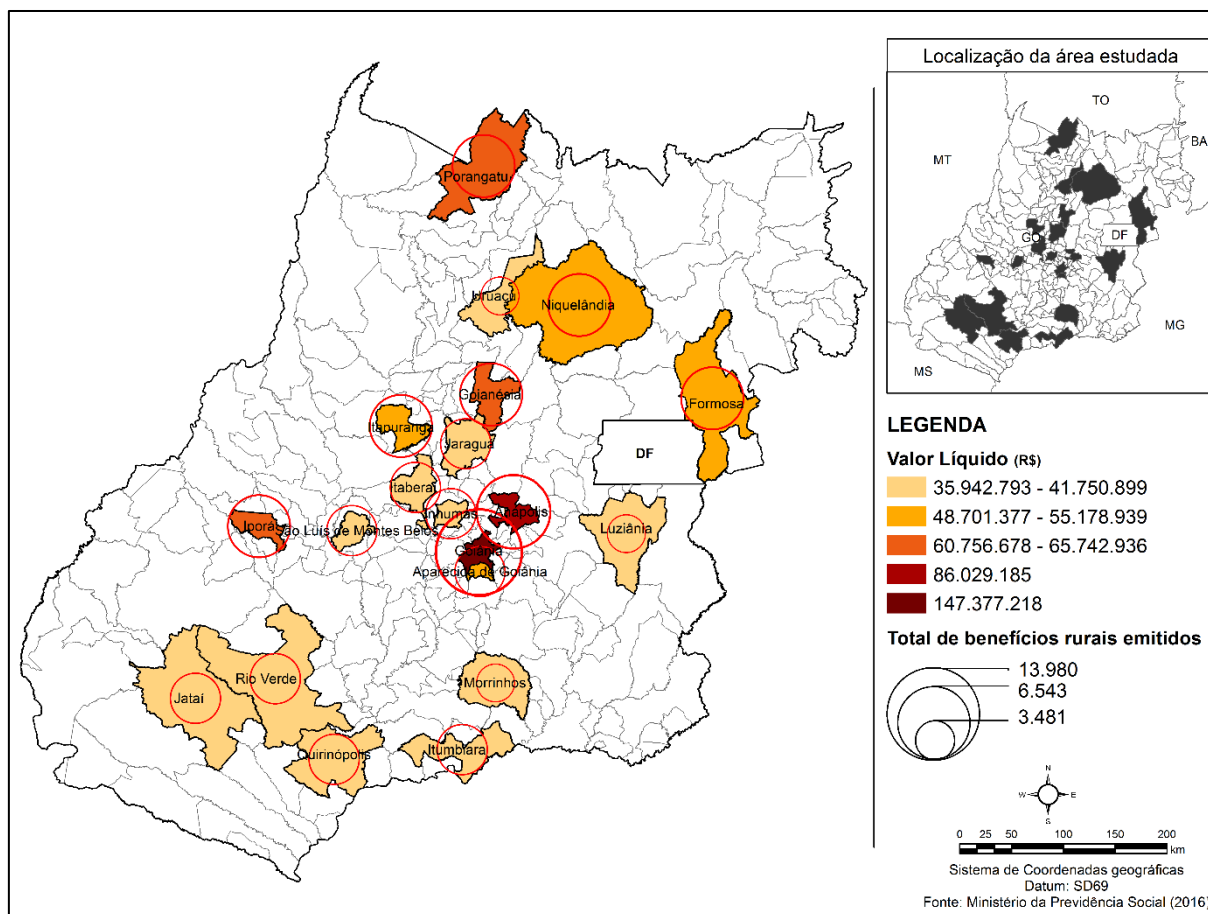 Porangatu
Uruaçu
Niquelândia
Goianésia
Formosa
Itapuranga
Jaragua
DF
Itaberaí
Inhumas
Anápolis
Iporá
São Luís de Montes Belos
Luziânia
Goiânia
Aparecida de Goiânia
Rio Verde
Jataí
Morrinhos
Quirinópolis
Itumbiara
Localização da área estudada
TO
BA
MT
GO
DF
MG
MS
LEGENDA
Valor Líquido (R$)
35.942.793 - 41.750.899
48.701.377 - 55.178.939
60.756.678 - 65.742.936
86.029.185
147.377.218
Total de benefícios rurais emitidos
13.980
6.543
3.481
N
W E
S
0 25 50 100 150 200
km
Sistema de Coordenadas geográficas
Datum: SD69
Fonte: Ministério da Previdência Social (2016)